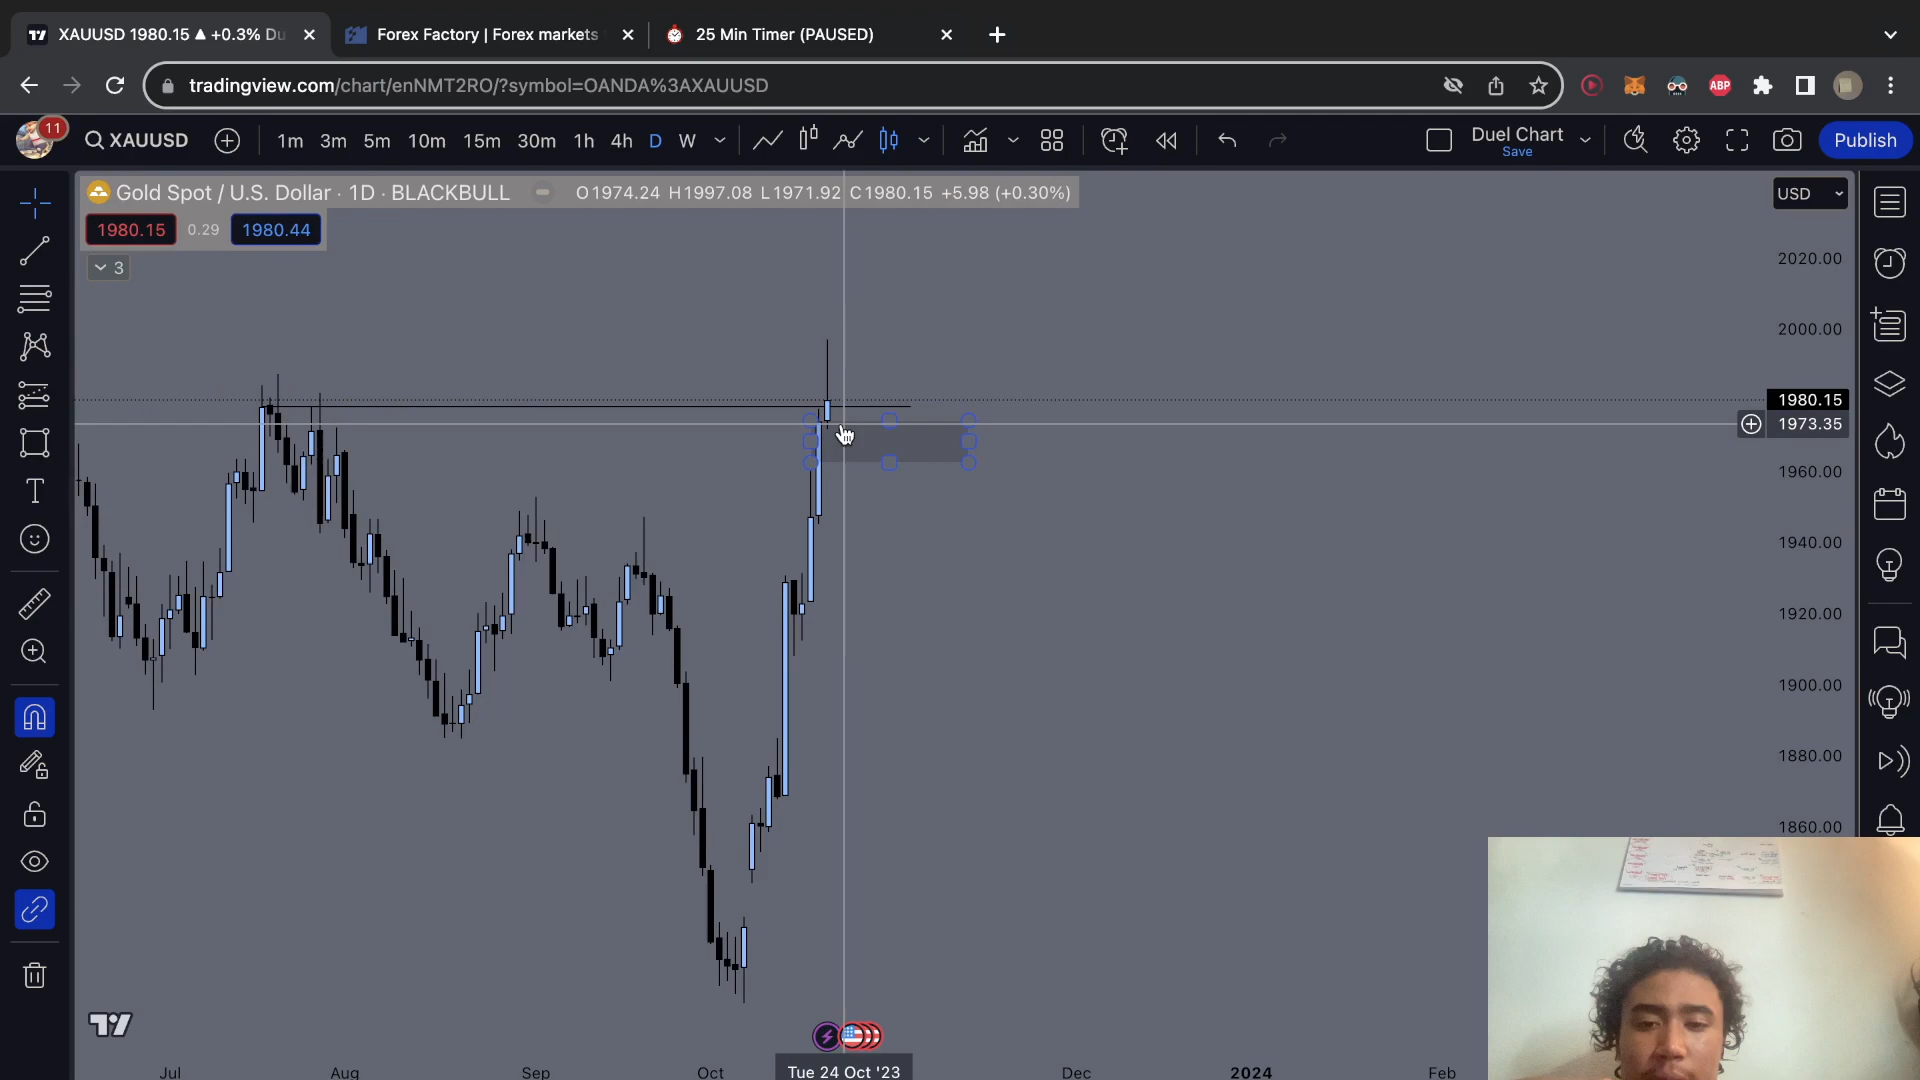 XAUUSD 1980.15 ▲ +0.3% Du
Forex Factory | Forex markets
25 Min Timer (PAUSED)
tradingview.com/chart/enNMT2RO/?symbol=OANDA%3AXAUUSD
ABP
11
XAUUSD
1m 3m 5m 10m 15m 30m 1h 4h D W
Duel Chart
Save
Publish
Gold Spot / U.S. Dollar · 1D · BLACKBULL
O1974.24 H1997.08 L1971.92 C1980.15 +5.98 (+0.30%)
USD
1980.15 0.29 1980.44
3
2020.00
2000.00
1980.15
1973.35
1960.00
1940.00
1920.00
1900.00
1880.00
1860.00
Jul Aug Sep Oct Tue 24 Oct '23 Dec 2024 Feb